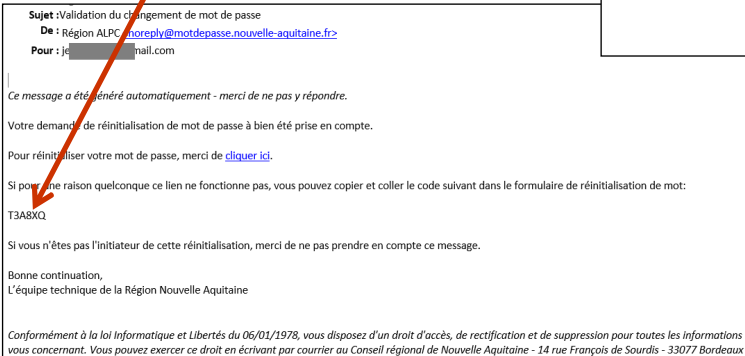 Sujet :Validation du changement de mot de passe
De : Région ALPC <noreply@motdepasse.nouvelle-aquitaine.fr>
Pour : je mail.com
Ce message a été généré automatiquement - merci de ne pas y répondre.
Votre demande de réinitialisation de mot de passe à bien été prise en compte.
Pour réinitialiser votre mot de passe, merci de cliquer ici.
Si pour une raison quelconque ce lien ne fonctionne pas, vous pouvez copier et coller le code suivant dans le formulaire de réinitialisation de mot:
T3A8XQ
Si vous n'êtes pas l'initiateur de cette réinitialisation, merci de ne pas prendre en compte ce message.
Bonne continuation,
L'équipe technique de la Région Nouvelle Aquitaine
Conformément à la loi Informatique et Libertés du 06/01/1978, vous disposez d'un droit d'accès, de rectification et de suppression pour toutes les informations
vous concernant. Vous pouvez exercer ce droit en écrivant par courrier au Conseil régional de Nouvelle Aquitaine - 14 rue François de Sourdis - 33077 Bordeaux